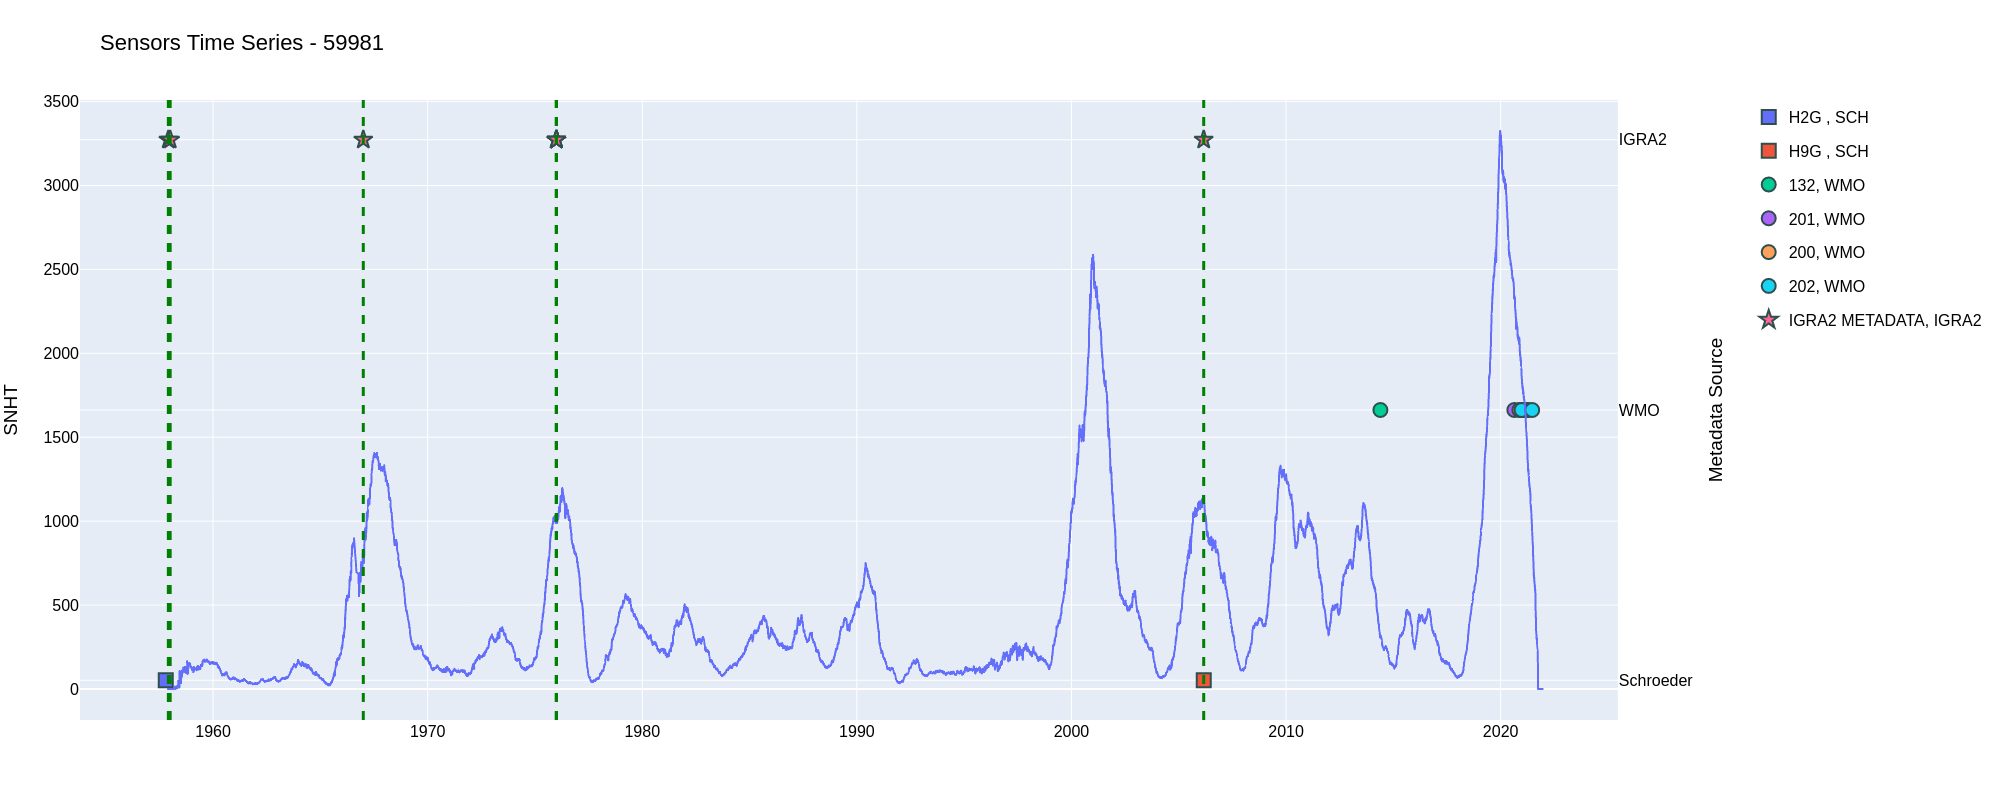 Sensors Time Series - 59981
3500
3000
2500
2000
1500
1000
500
0
SNHT
1960
1970
1980
1990
2000
2010
2020
IGRA2
WMO
Schroeder
Metadata Source
H2G , SCH
H9G , SCH
132, WMO
201, WMO
200, WMO
202, WMO
IGRA2 METADATA, IGRA2